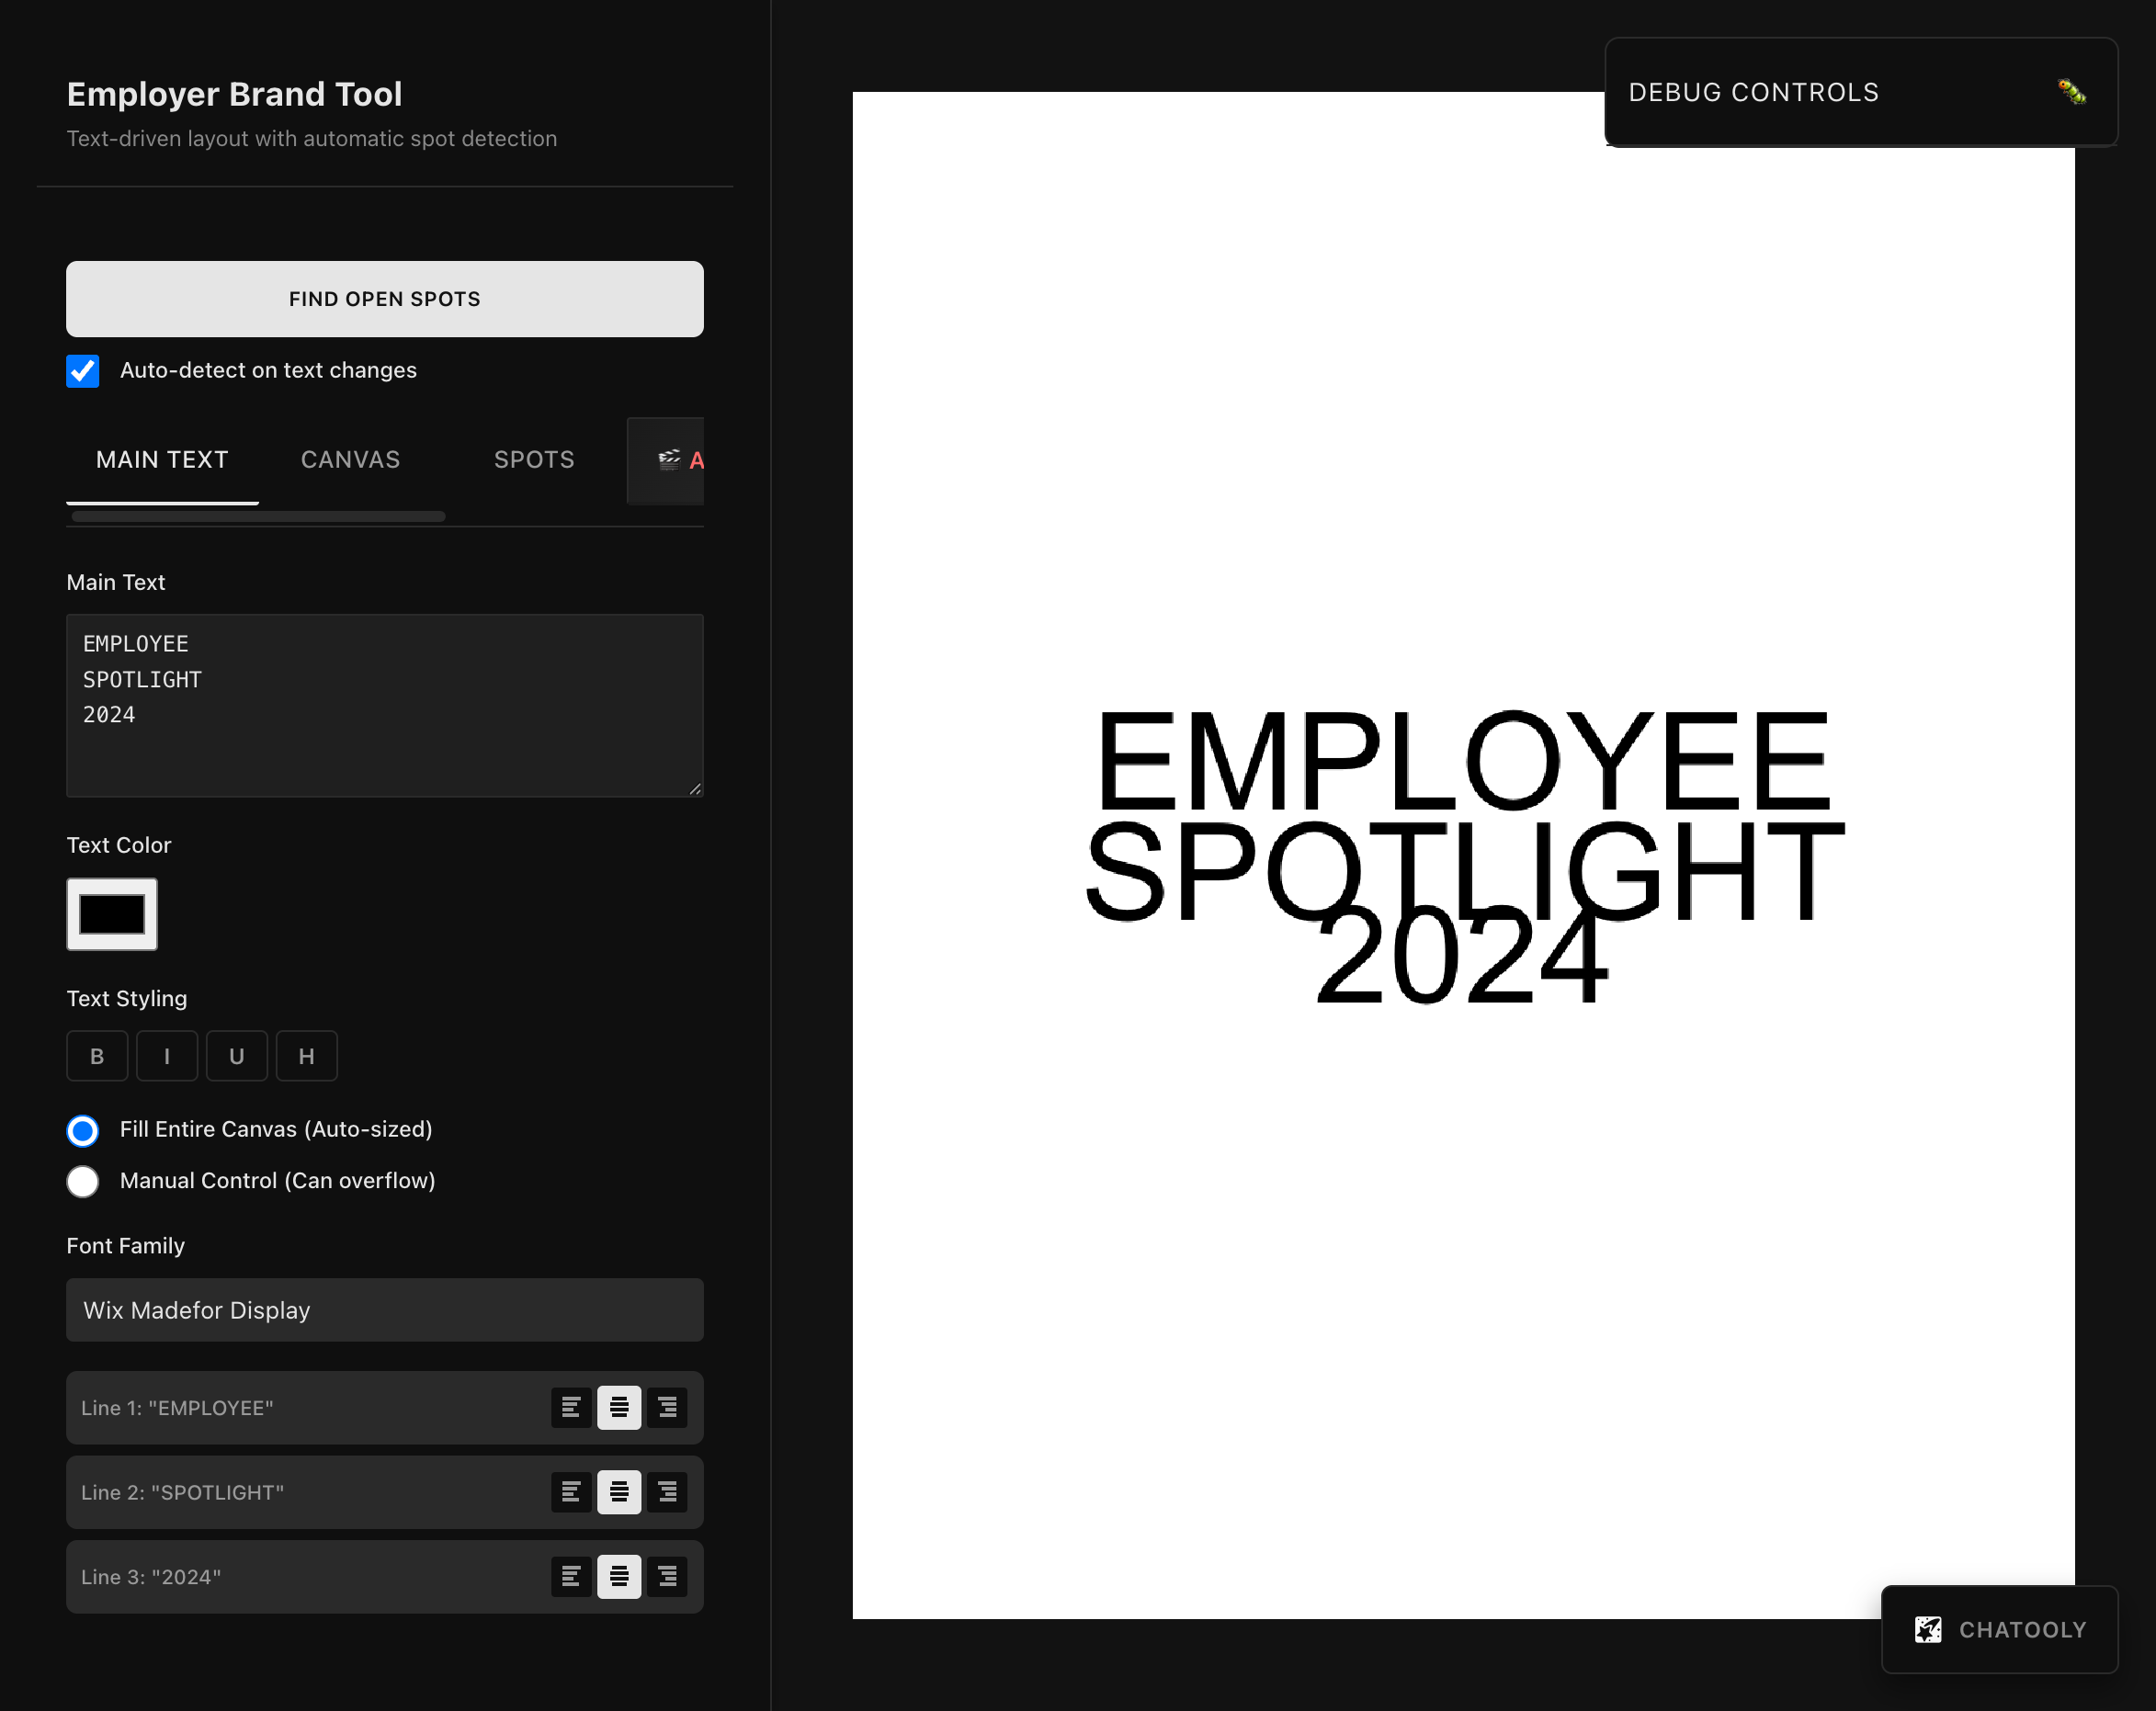 Employer Brand Tool
Text-driven layout with automatic spot detection
FIND OPEN SPOTS
Auto-detect on text changes
MAIN TEXT CANVAS SPOTS A
Main Text
EMPLOYEE
SPOTLIGHT
2024
Text Color
Text Styling
B I U H
Fill Entire Canvas (Auto-sized)
Manual Control (Can overflow)
Font Family
Wix Madefor Display
Line 1: "EMPLOYEE"
Line 2: "SPOTLIGHT"
Line 3: "2024"
DEBUG CONTROLS
EMPLOYEE
SPOTLIGHT
2024
CHATOOLY